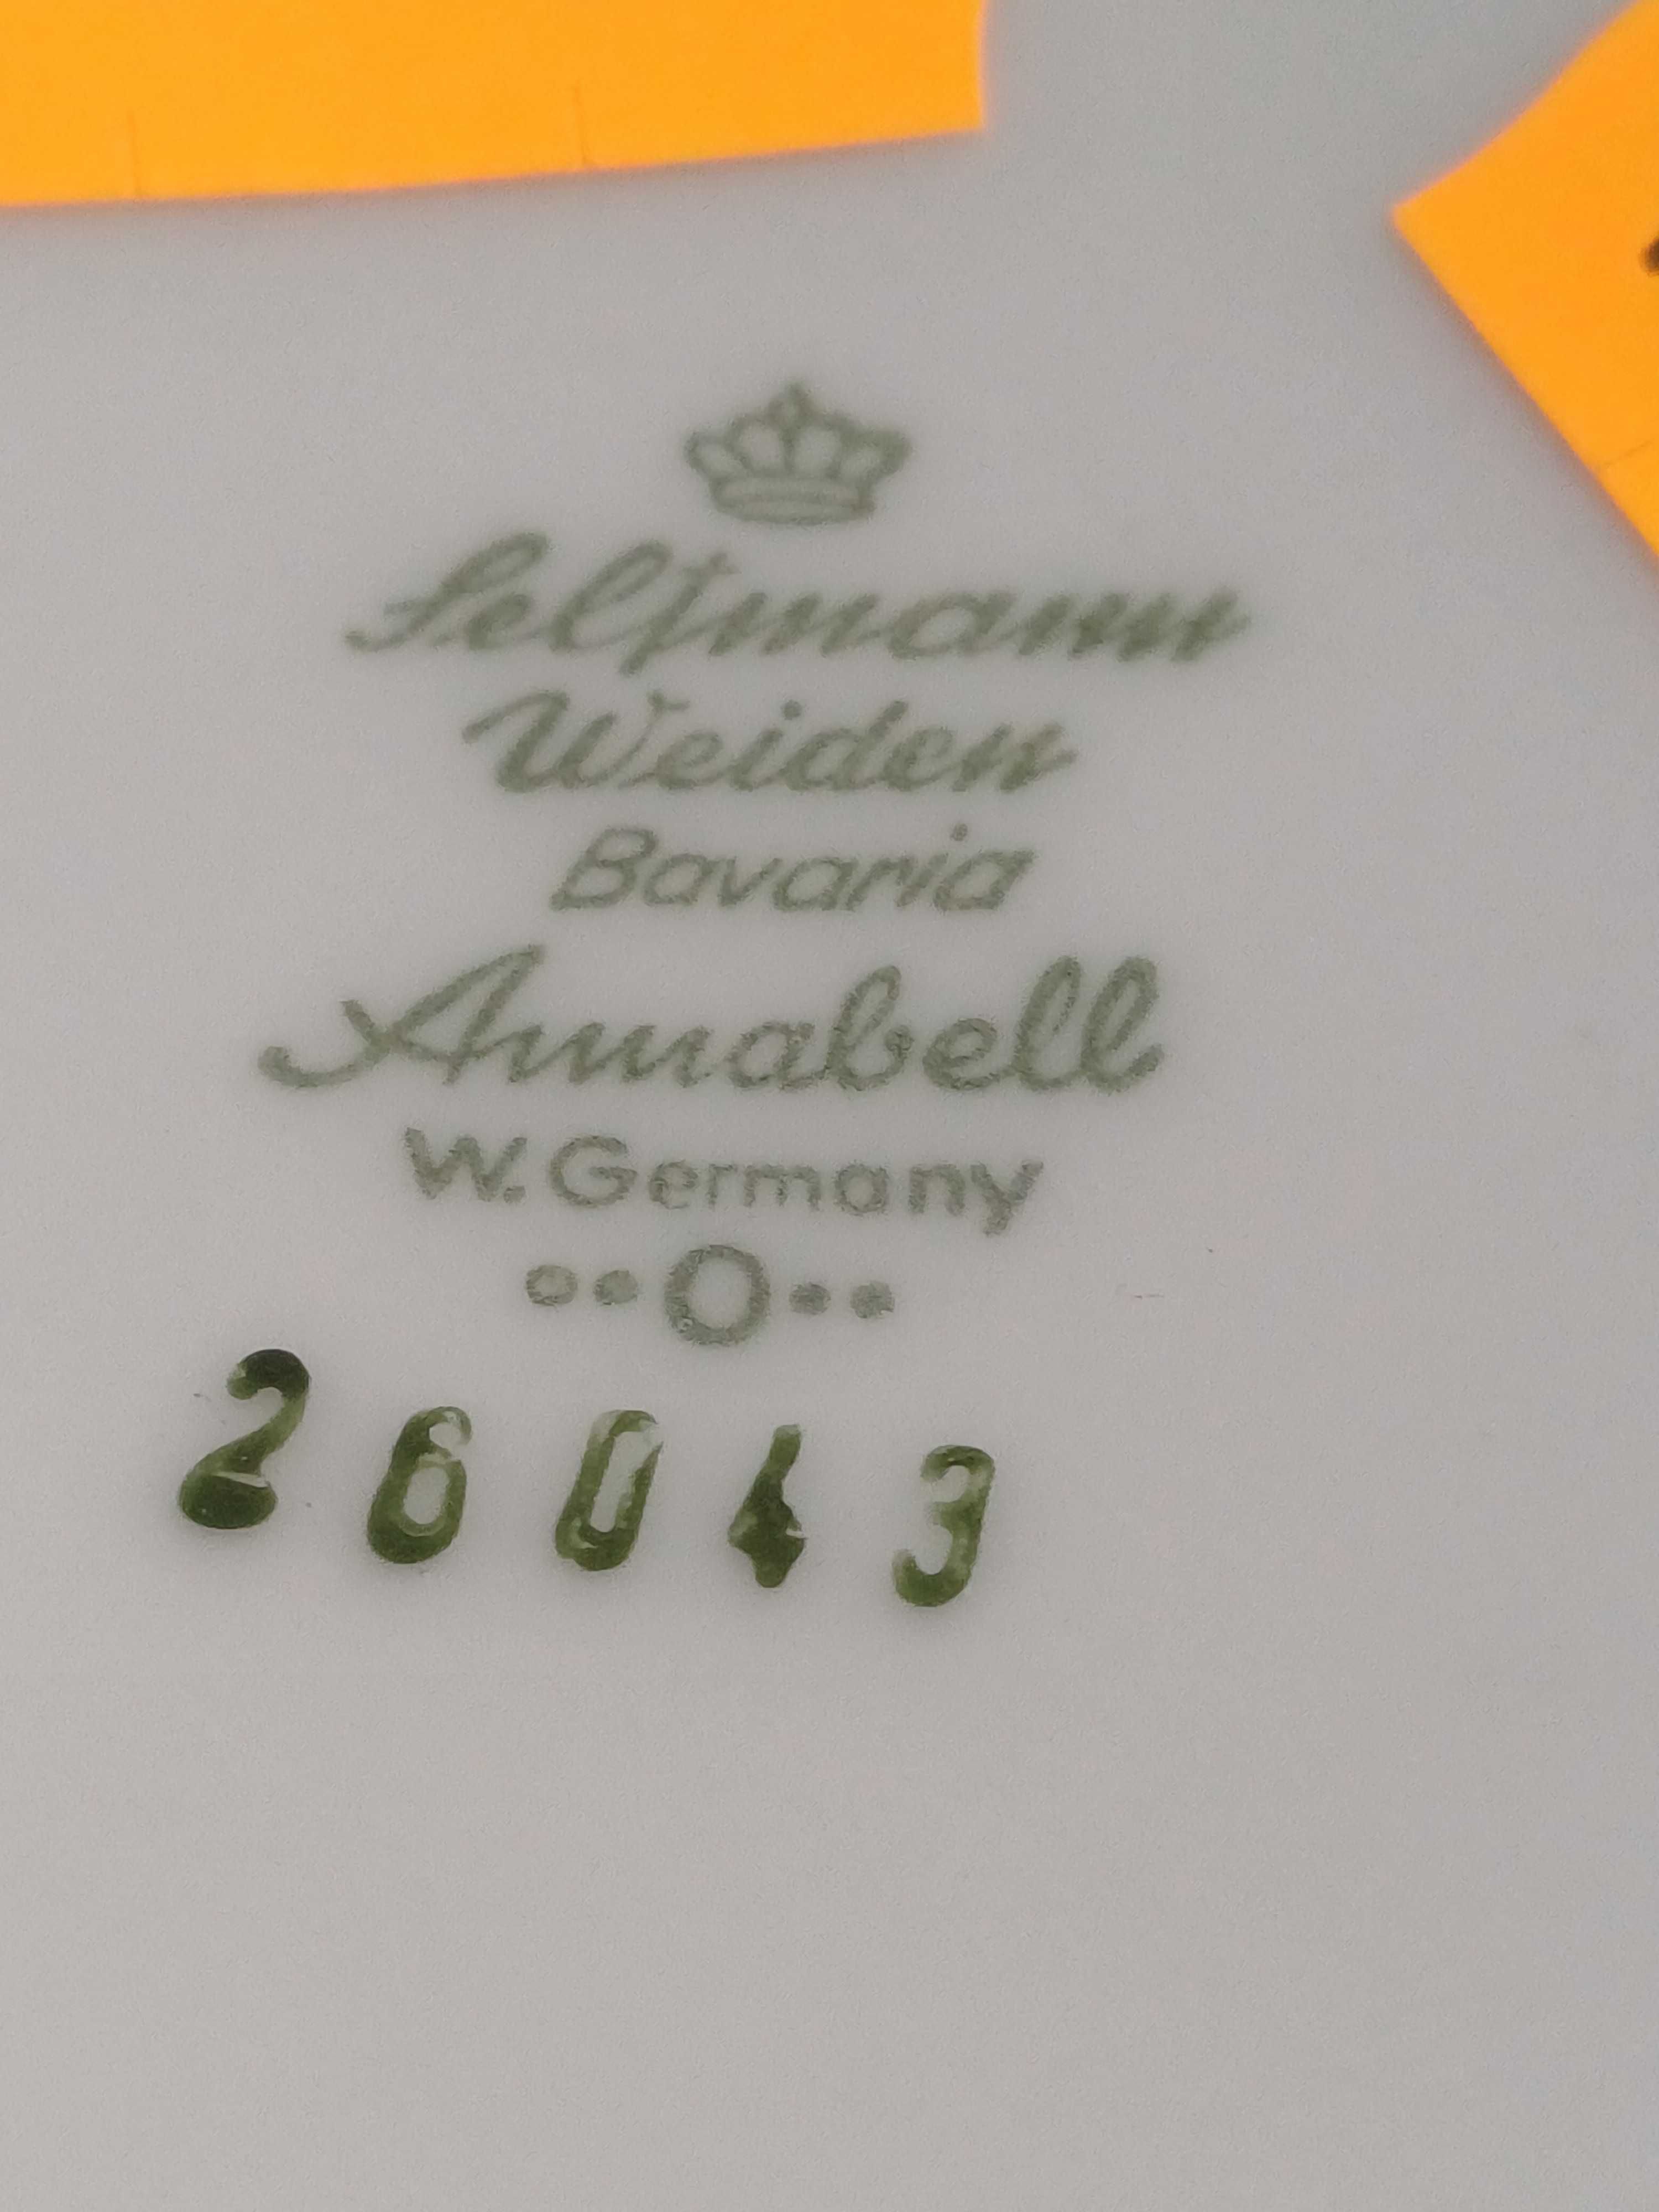 Seltmann
Weiden
Bavaria
Annabell
W. Germany
••O••
26043